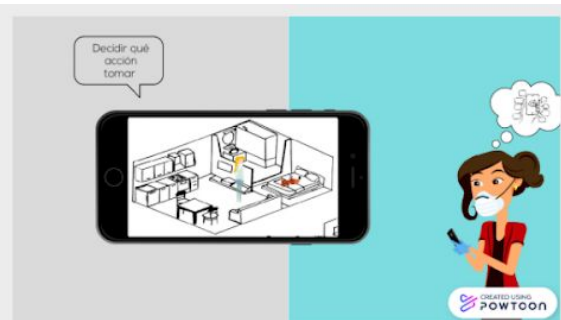 Decidir qué
acción
tomar
CREATED USING
POWTOON